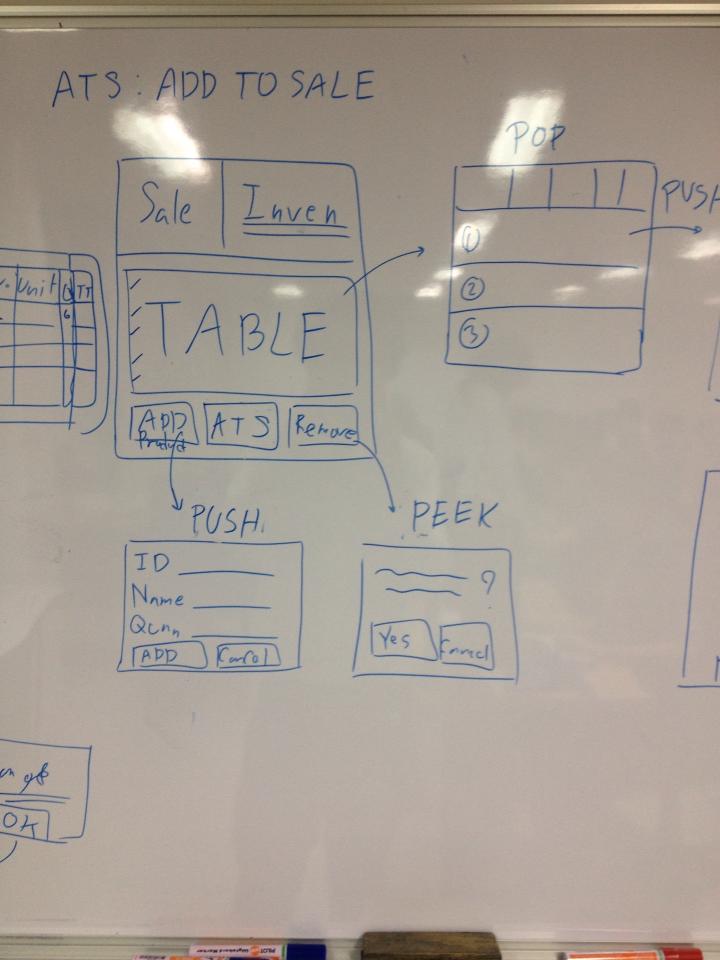 ATS: ADD TO SALE
POP
Sale Inven
PUSH
Unit
TT
6
TABLE
①
②
③
ADD
Product
ATS
Remove
PUSH
PEEK
ID
Name
Quan
ADD Cancel
?
Yes Cancel
OK
PILOT